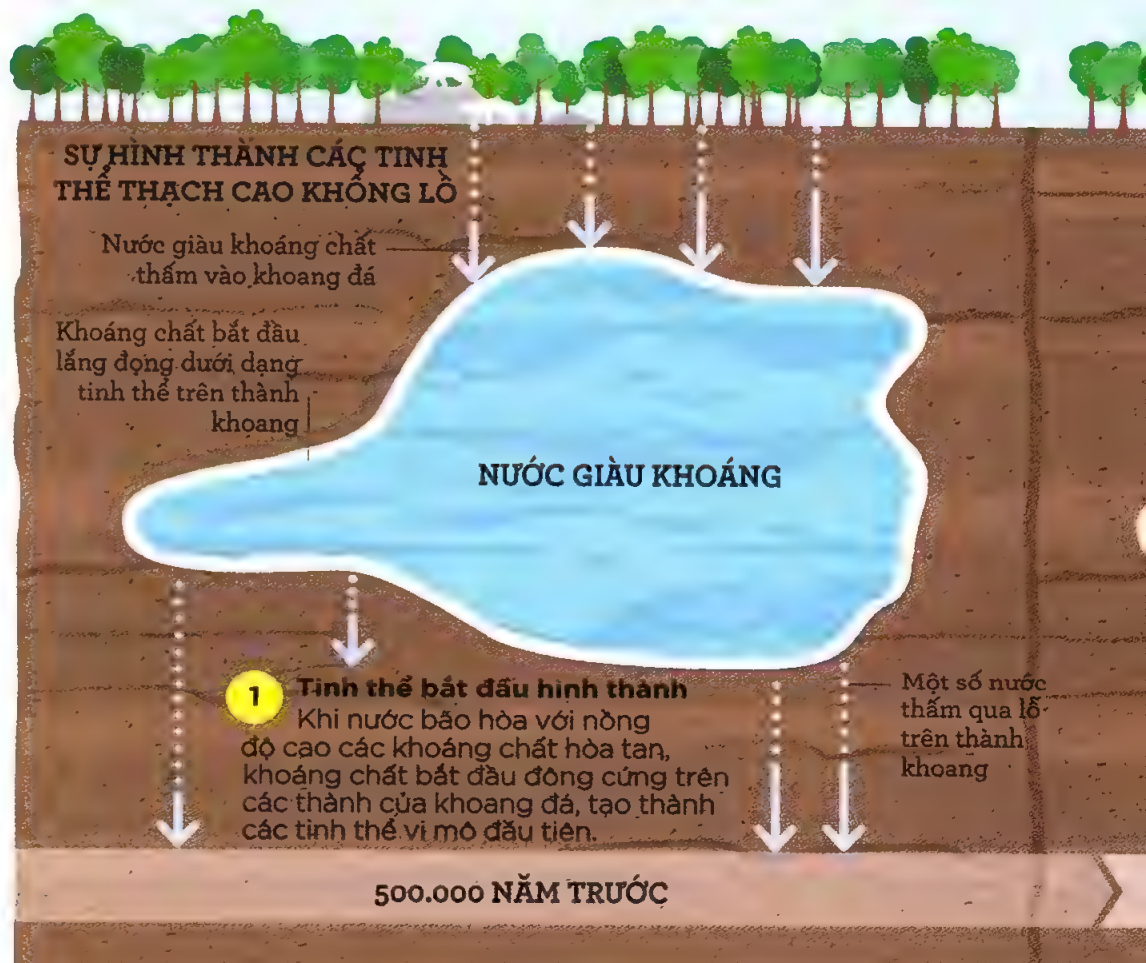 SỰ HÌNH THÀNH CÁC TINH
THỂ THẠCH CAO KHỔNG LỒ
Nước giàu khoáng chất
thấm vào khoang đá
Khoáng chất bắt đầu
lắng đọng dưới dạng
tinh thể trên thành
khoang
NƯỚC GIÀU KHOÁNG
1 Tinh thể bắt đầu hình thành
Khi nước bão hòa với nồng
độ cao các khoáng chất hòa tan,
khoáng chất bắt đầu đông cứng trên
các thành của khoang đá, tạo thành
các tinh thể vi mô đầu tiên.
Một số nước
thấm qua lỗ
trên thành
khoang
500.000 NĂM TRƯỚC